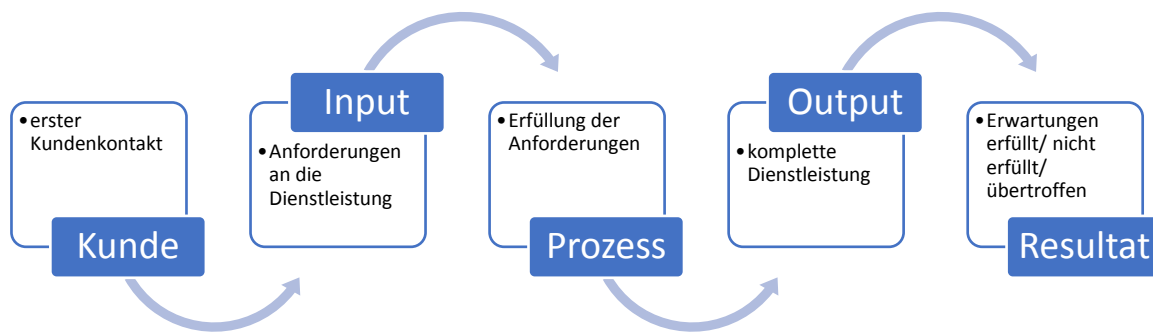 • erster
Kundenkontakt
Kunde
Input
• Anforderungen
an die
Dienstleistung
• Erfüllung der
Anforderungen
Prozess
Output
• komplette
Dienstleistung
• Erwartungen
erfüllt/ nicht
erfüllt/
übertroffen
Resultat